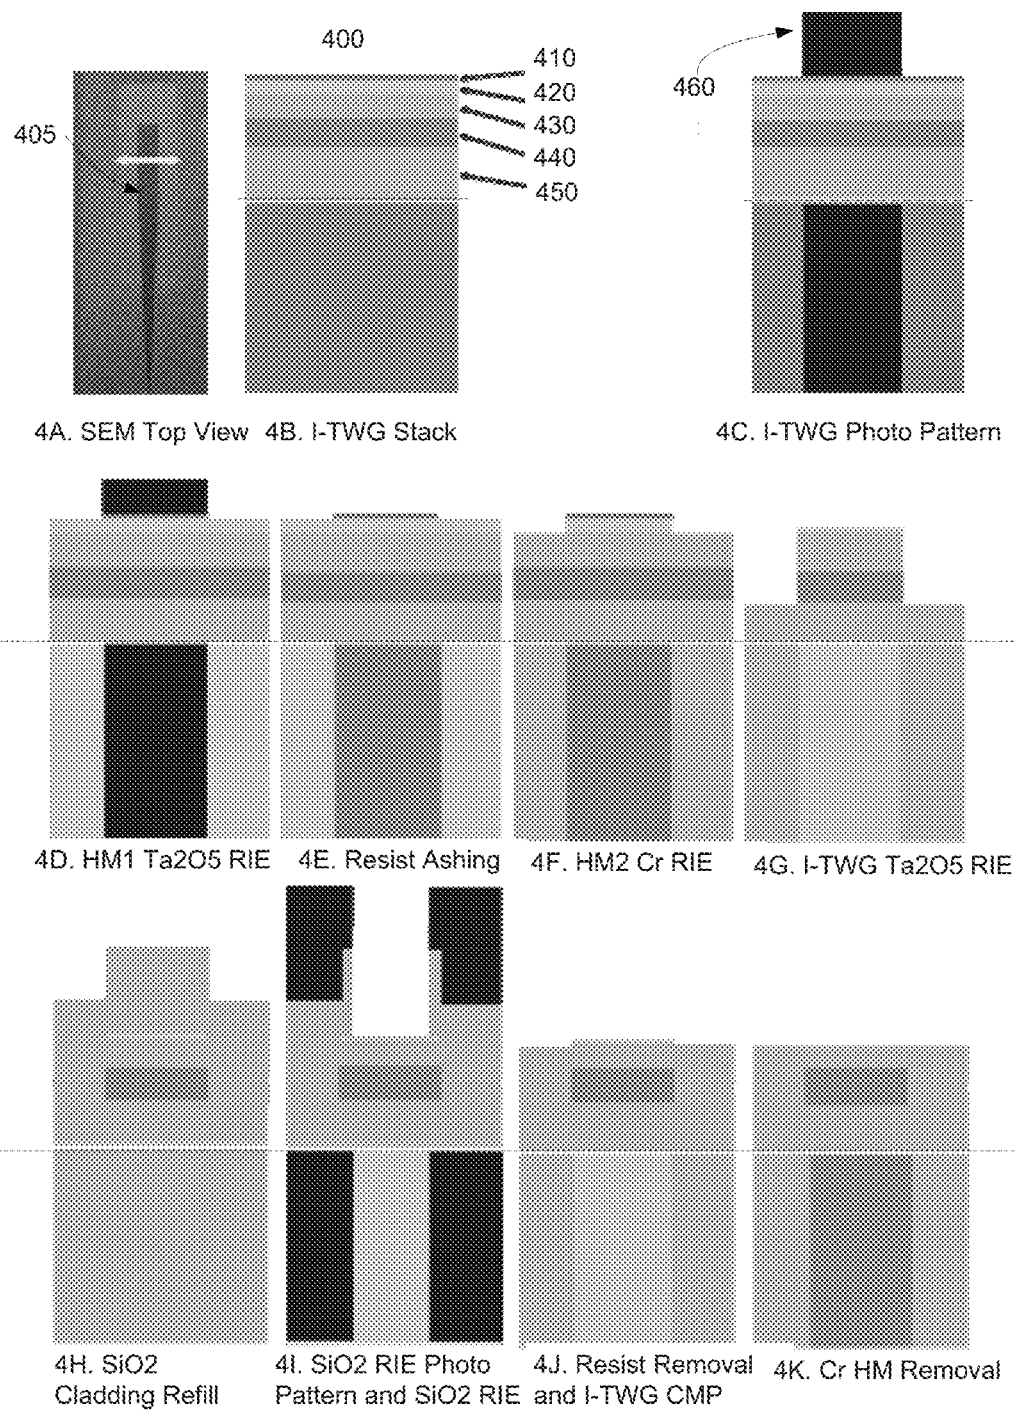 400
405
410
420
430
440
450
460
4A. SEM Top View
4B. I-TWG Stack
4C. I-TWG Photo Pattern
4D. HM1 Ta2O5 RIE
4E. Resist Ashing
4F. HM2 Cr RIE
4G. I-TWG Ta2O5 RIE
4H. SiO2
Cladding Refill
4I. SiO2 RIE Photo
Pattern and SiO2 RIE
4J. Resist Removal
and I-TWG CMP
4K. Cr HM Removal